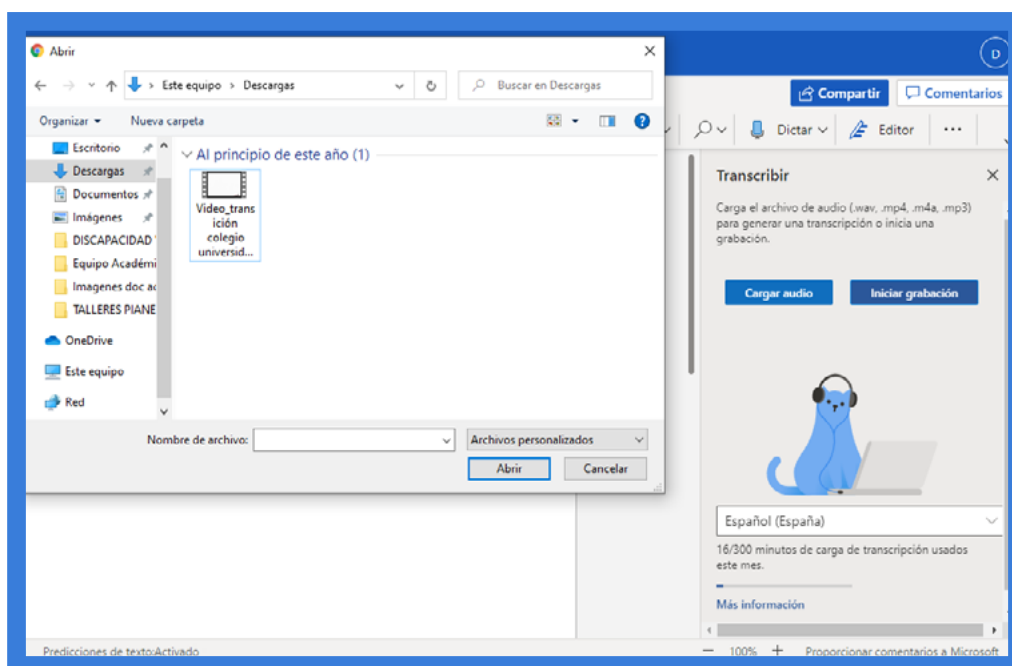 Abrir
Este equipo > Descargas
Buscar en Descargas
Organizar
Nueva carpeta
Escritorio
Descargas
Documentos
Imágenes
DISCAPACIDAD
Equipo Académi
Imagenes doc ac
TALLERES PIANE
OneDrive
Este equipo
Red
Al principio de este año (1)
Video_trans
ición
colegio
universid...
Nombre de archivo:
Archivos personalizados
Abrir
Cancelar
D
Compartir
Comentarios
Dictar
Editor
Transcribir
Carga el archivo de audio (.wav, .mp4, .m4a, .mp3)
para generar una transcripción o inicia una
grabación.
Cargar audio
Iniciar grabación
Español (España)
16/300 minutos de carga de transcripción usados
este mes.
Más información
Predicciones de texto:Activado
100%
Proporcionar comentarios a Microsoft